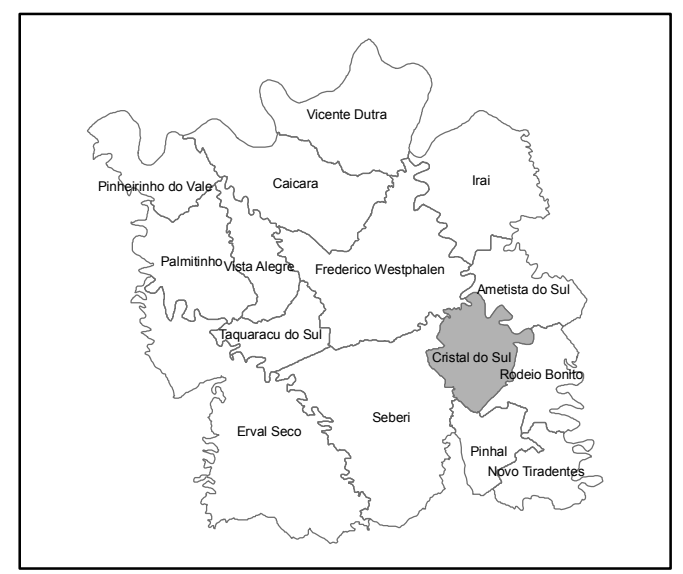 Vicente Dutra
Pinheirinho do Vale
Caicara
Irai
Palmitinho
Vista Alegre
Frederico Westphalen
Ametista do Sul
Taquaracu do Sul
Cristal do Sul
Rodeio Bonito
Erval Seco
Seberi
Pinhal
Novo Tiradentes